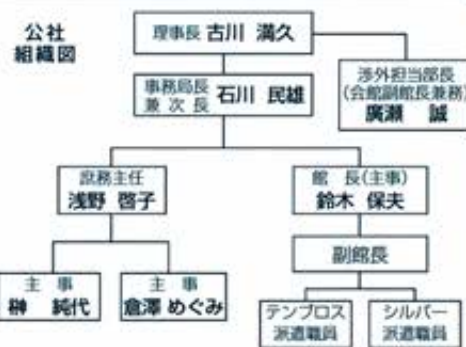 公社
組織図
理事長 古川 満久
事務局長
兼次長 石川 民雄
渉外担当部長
(会館副館長兼務)
廣瀬 誠
庶務主任
浅野 啓子
館 長(主事)
鈴木 保夫
副館長
主 事
榊 純代
主 事
倉澤 めぐみ
テンプロス
派遣職員
シルバー
派遣職員